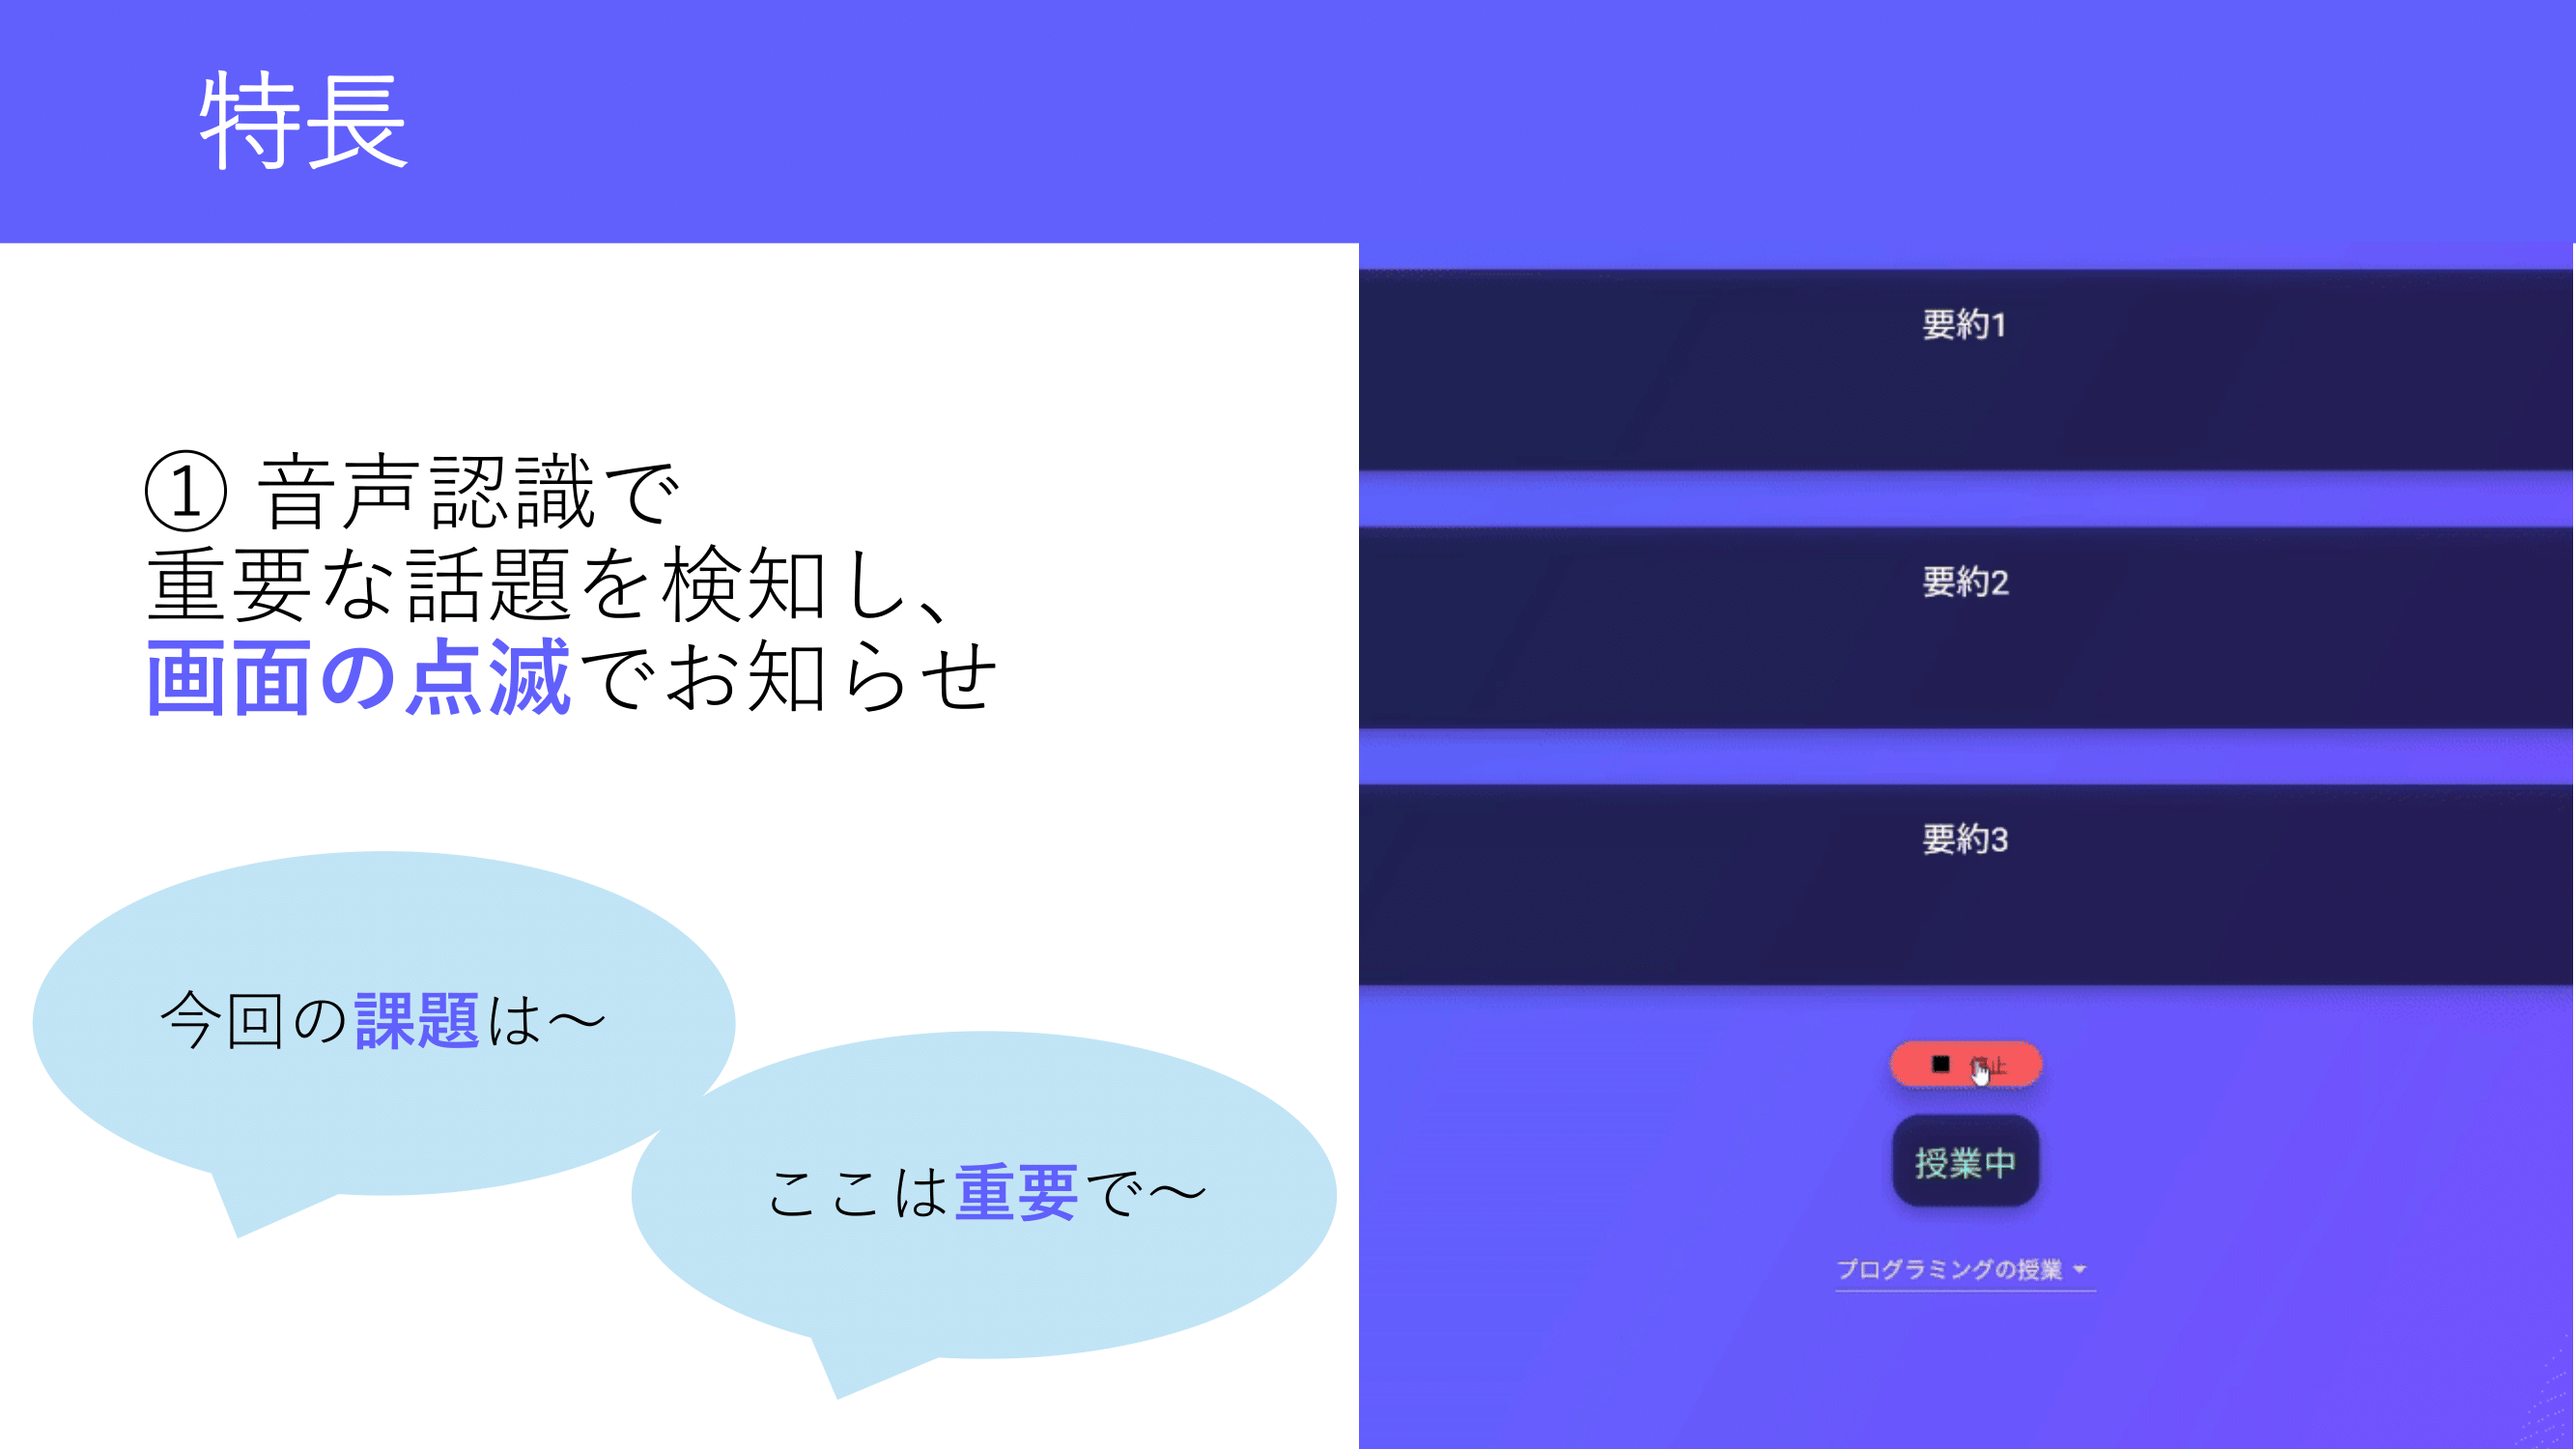 特長
① 音声認識で
重要な話題を検知し、
画面の点滅でお知らせ
今回の課題は～
ここは重要で～
要約1
要約2
要約3
停止
授業中
プログラミングの授業